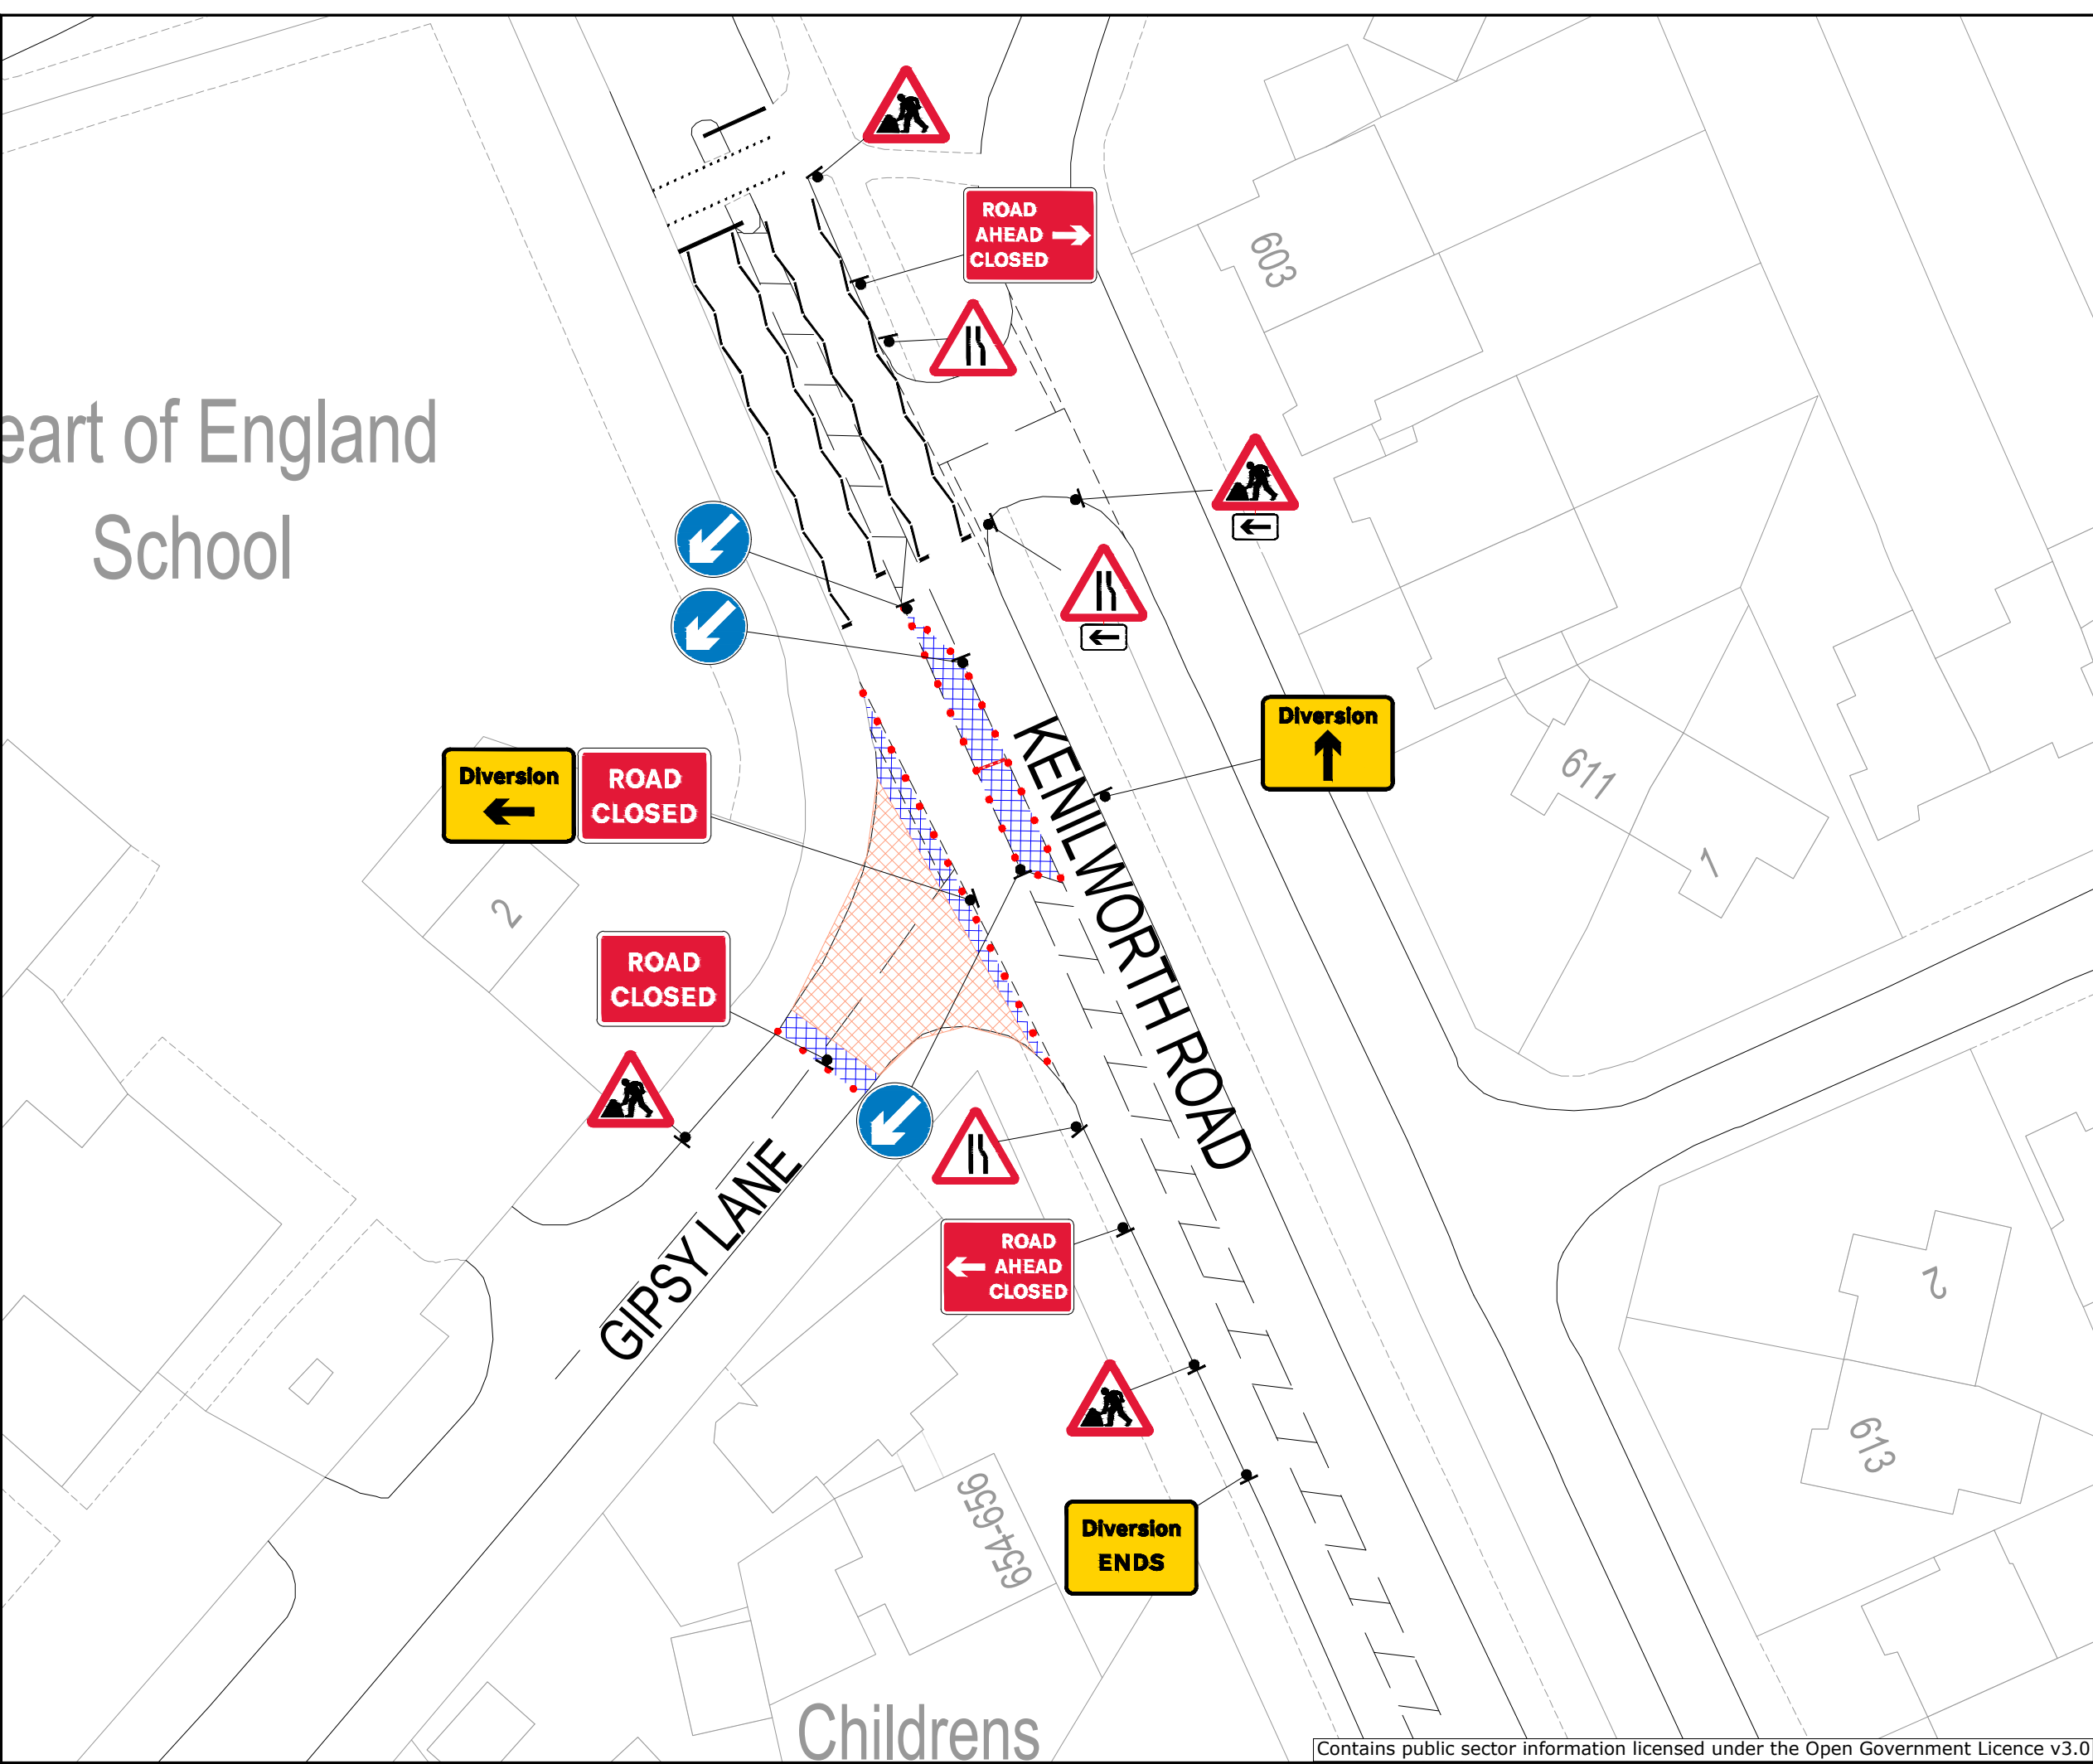 ROAD
AHEAD
CLOSED
603
eart of England
School
KENILWORTH ROAD
Diversion
Diversion
ROAD
CLOSED
611
1
2
ROAD
CLOSED
GIPSY LANE
ROAD
AHEAD
CLOSED
2
613
654-656
Diversion
ENDS
Childrens
Contains public sector information licensed under the Open Government Licence v3.0